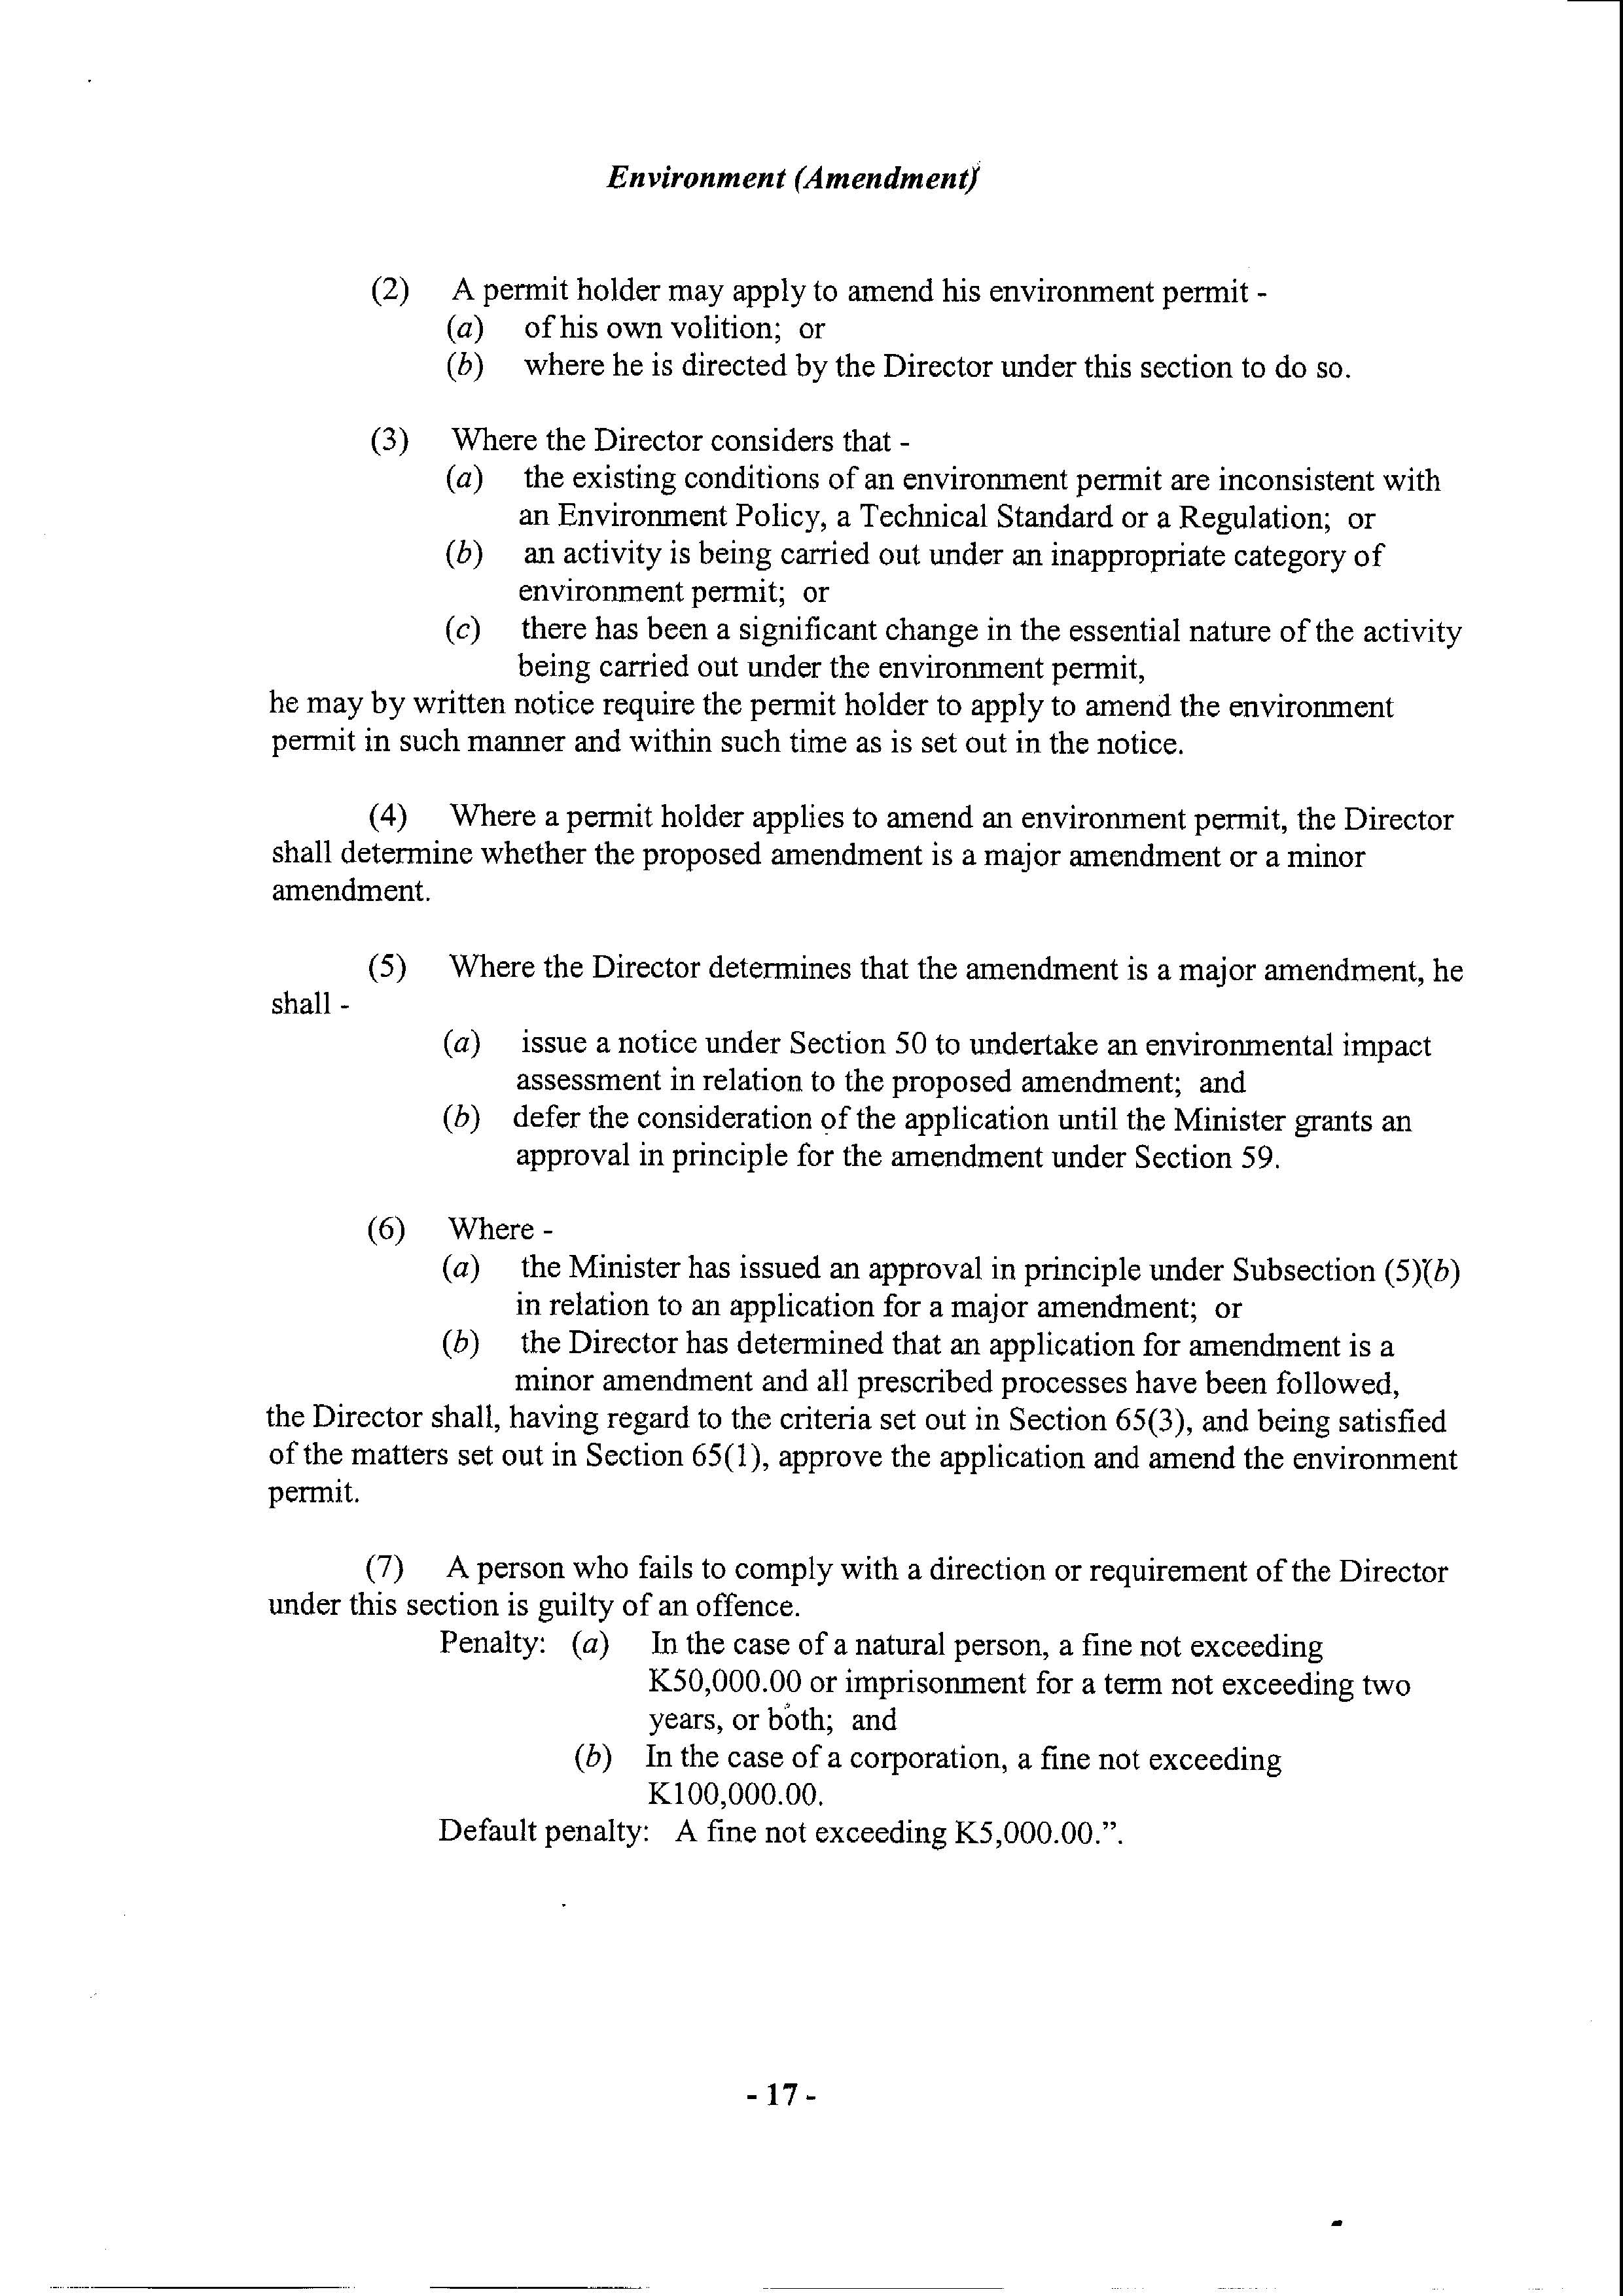 Environment (Amendment)
(2) A permit holder may apply to amend his environment permit -
(a) of his own volition; or
(b) where he is directed by the Director under this section to do so.
(3) Where the Director considers that -
(a) the existing conditions of an environment permit are inconsistent with
an Environment Policy, a Technical Standard or a Regulation; or
(b) an activity is being carried out under an inappropriate category of
environment permit; or
(c) there has been a significant change in the essential nature of the activity
being carried out under the environment permit,
he may by written notice require the permit holder to apply to amend the environment
permit in such manner and within such time as is set out in the notice.
(4) Where a permit holder applies to amend an environment permit, the Director
shall determine whether the proposed amendment is a major amendment or a minor
amendment.
(5) Where the Director determines that the amendment is a major amendment, he
shall -
(a) issue a notice under Section 50 to undertake an environmental impact
assessment in relation to the proposed amendment; and
(b) defer the consideration of the application until the Minister grants an
approval in principle for the amendment under Section 59.
(6) Where -
(a) the Minister has issued an approval in principle under Subsection (5)(b)
in relation to an application for a major amendment; or
(b) the Director has determined that an application for amendment is a
minor amendment and all prescribed processes have been followed,
the Director shall, having regard to the criteria set out in Section 65(3), and being satisfied
of the matters set out in Section 65(1), approve the application and amend the environment
permit.
(7) A person who fails to comply with a direction or requirement of the Director
under this section is guilty of an offence.
Penalty: (a) In the case of a natural person, a fine not exceeding
K50,000.00 or imprisonment for a term not exceeding two
years, or both; and
(b) In the case of a corporation, a fine not exceeding
K100,000.00.
Default penalty: A fine not exceeding K5,000.00.”.
- 17 -